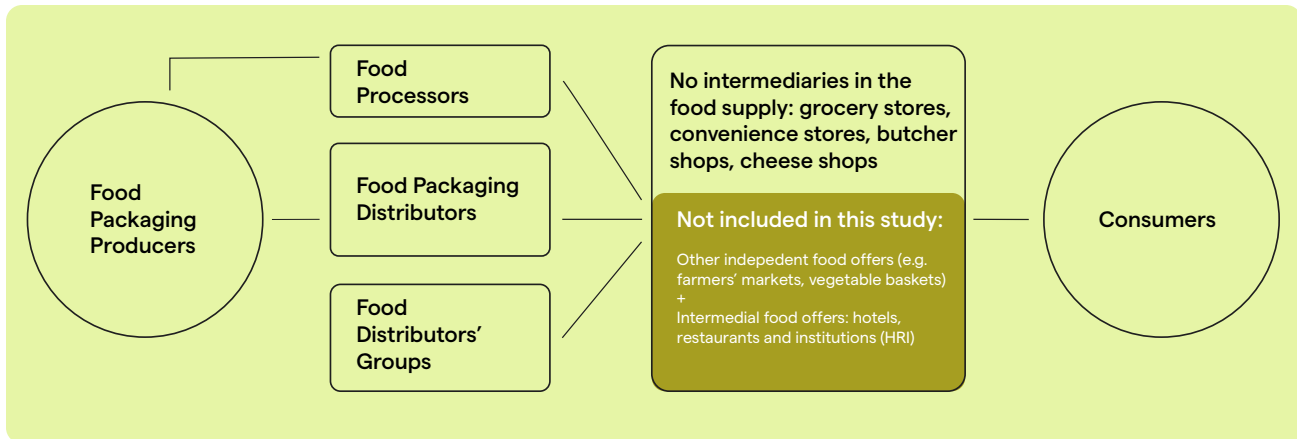 Food
Packaging
Producers
Food
Processors
Food Packaging
Distributors
Food
Distributors’
Groups
No intermediaries in the
food supply: grocery stores,
convenience stores, butcher
shops, cheese shops
Not included in this study:
Other indepedent food offers (e.g.
farmers’ markets, vegetable baskets)
+
Intermedial food offers: hotels,
restaurants and institutions (HRI)
Consumers